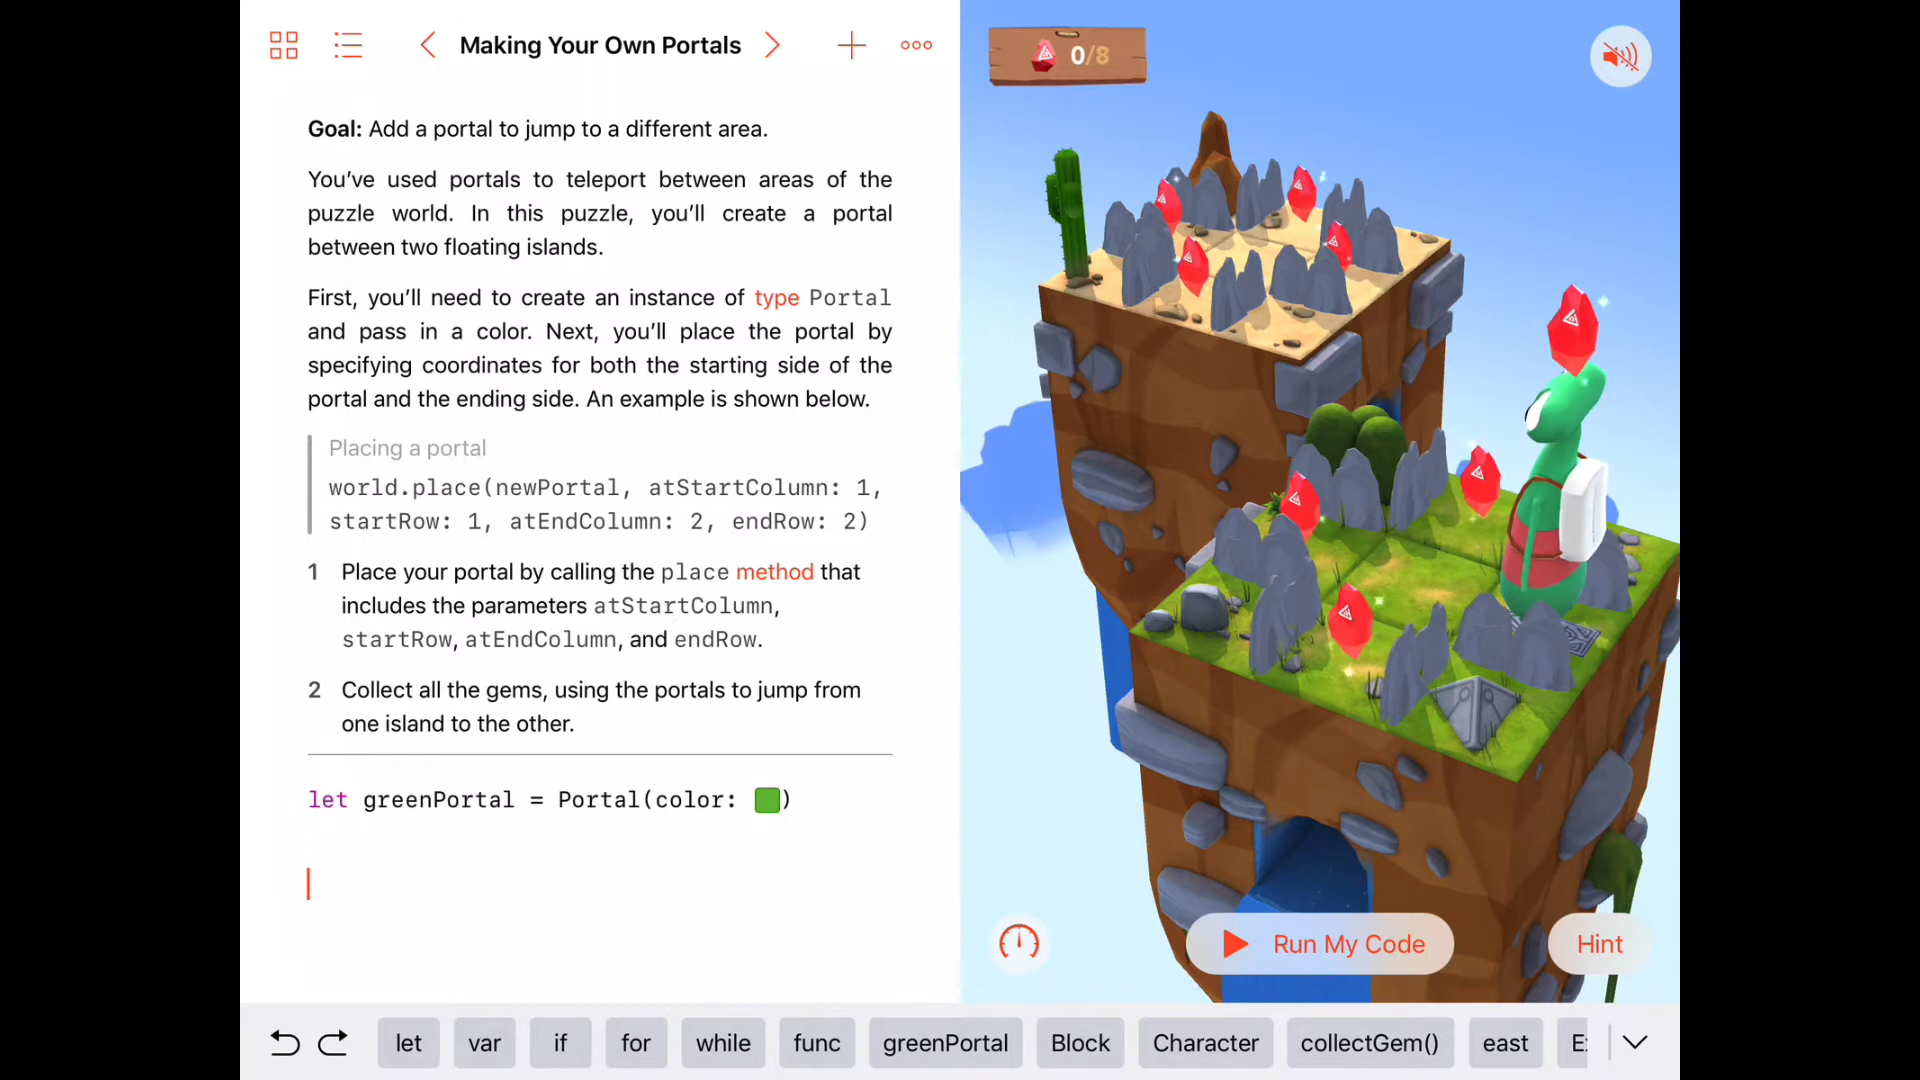 Making Your Own Portals
Goal: Add a portal to jump to a different area.
You’ve used portals to teleport between areas of the
puzzle world. In this puzzle, you’ll create a portal
between two floating islands.
First, you’ll need to create an instance of type Portal
and pass in a color. Next, you’ll place the portal by
specifying coordinates for both the starting side of the
portal and the ending side. An example is shown below.
Placing a portal
world.place(newPortal, atStartColumn: 1,
startRow: 1, atEndColumn: 2, endRow: 2)
1 Place your portal by calling the place method that
includes the parameters atStartColumn,
startRow, atEndColumn, and endRow.
2 Collect all the gems, using the portals to jump from
one island to the other.
let greenPortal = Portal(color: )
0/8
Run My Code
Hint
let var if for while func greenPortal Block Character collectGem() east